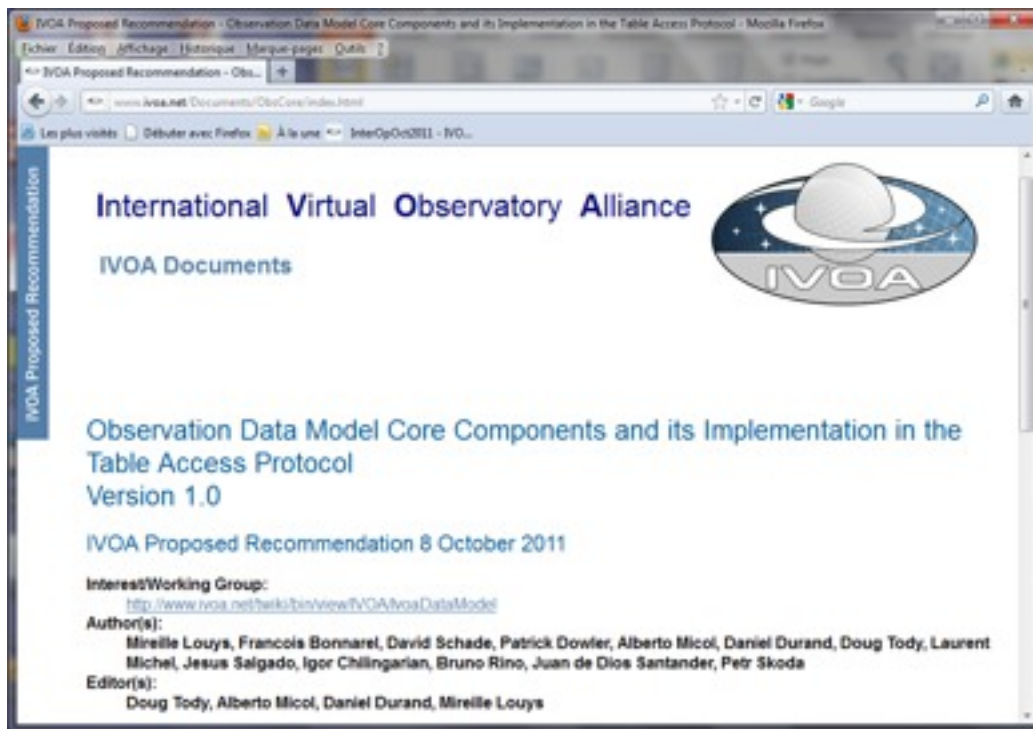 IVOA Proposed Recommendation - Observation Data Model Core Components and its Implementation in the Table Access Protocol - Mozilla Firefox
Fichier Édition Affichage Historique Marque-pages Outils ?
IVOA Proposed Recommendation - Obs...
www.ivoa.net/Documents/ObsCore/index.html
Google
Les plus visités Débuter avec Firefox À la une InterOpOct2011 - IVO...
IVOA Proposed Recommendation
International Virtual Observatory Alliance
IVOA
IVOA Documents
Observation Data Model Core Components and its Implementation in the
Table Access Protocol
Version 1.0
IVOA Proposed Recommendation 8 October 2011
Interest/Working Group:
http://www.ivoa.net/twiki/bin/view/IVOA/IvoaDataModel
Author(s):
Mireille Louys, Francois Bonnarel, David Schade, Patrick Dowler, Alberto Micol, Daniel Durand, Doug Tody, Laurent
Michel, Jesus Salgado, Igor Chilingarian, Bruno Rino, Juan de Dios Santander, Petr Skoda
Editor(s):
Doug Tody, Alberto Micol, Daniel Durand, Mireille Louys